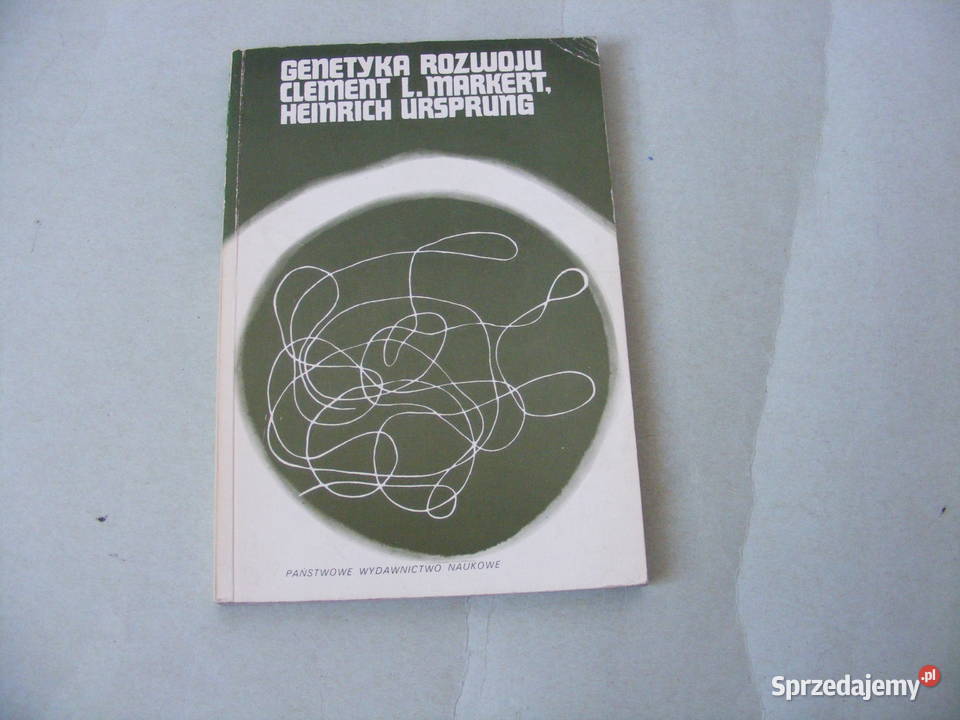 GENETYKA ROZWOJU
CLEMENT L. MARKERT,
HEINRICH URSPRUNG
PAŃSTWOWE WYDAWNICTWO NAUKOWE
Sprzedajemy.pl